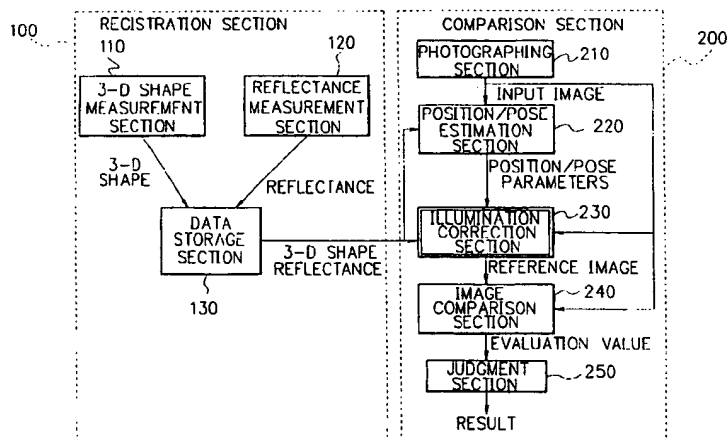 REGISTRATION SECTION
COMPARISON SECTION
100
110
120
200
3-D SHAPE
MEASUREMENT
SECTION
REFLECTANCE
MEASUREMENT
SECTION
PHOTOGRAPHING
SECTION
210
INPUT IMAGE
POSITION/POSE
ESTIMATION
SECTION
220
3-D
SHAPE
REFLECTANCE
POSITION/POSE
PARAMETERS
DATA
STORAGE
SECTION
130
3-D SHAPE
REFLECTANCE
ILLUMINATION
CORRECTION
SECTION
230
REFERENCE IMAGE
IMAGE
COMPARISON
SECTION
240
EVALUATION VALUE
JUDGMENT
SECTION
250
RESULT